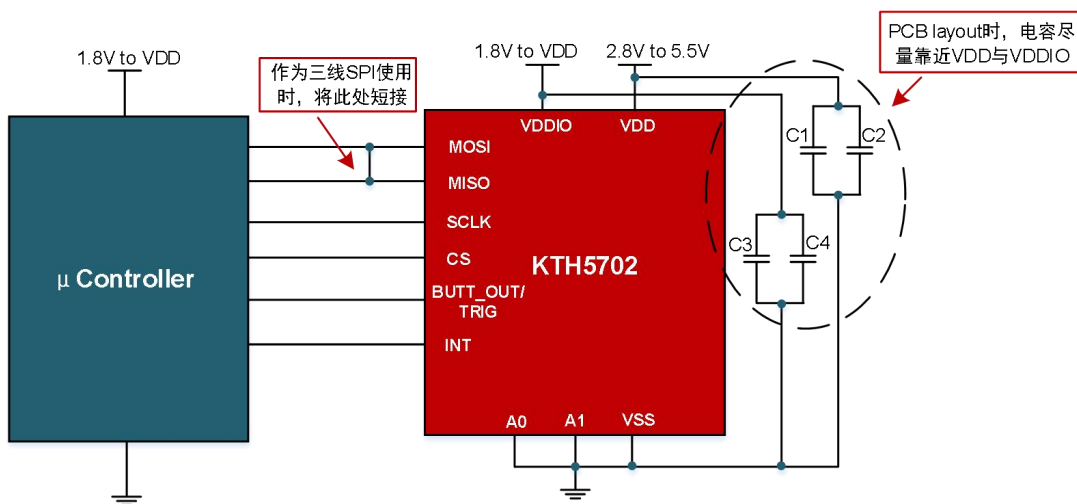 1.8V to VDD
作为三线SPI使用
时，将此处短接
1.8V to VDD
2.8V to 5.5V
PCB layout时，电容尽
量靠近VDD与VDDIO
VDDIO
VDD
MOSI
MISO
SCLK
CS
BUTT_OUT/
TRIG
INT
μ Controller
KTH5702
C1
C2
C3
C4
A0
A1
VSS